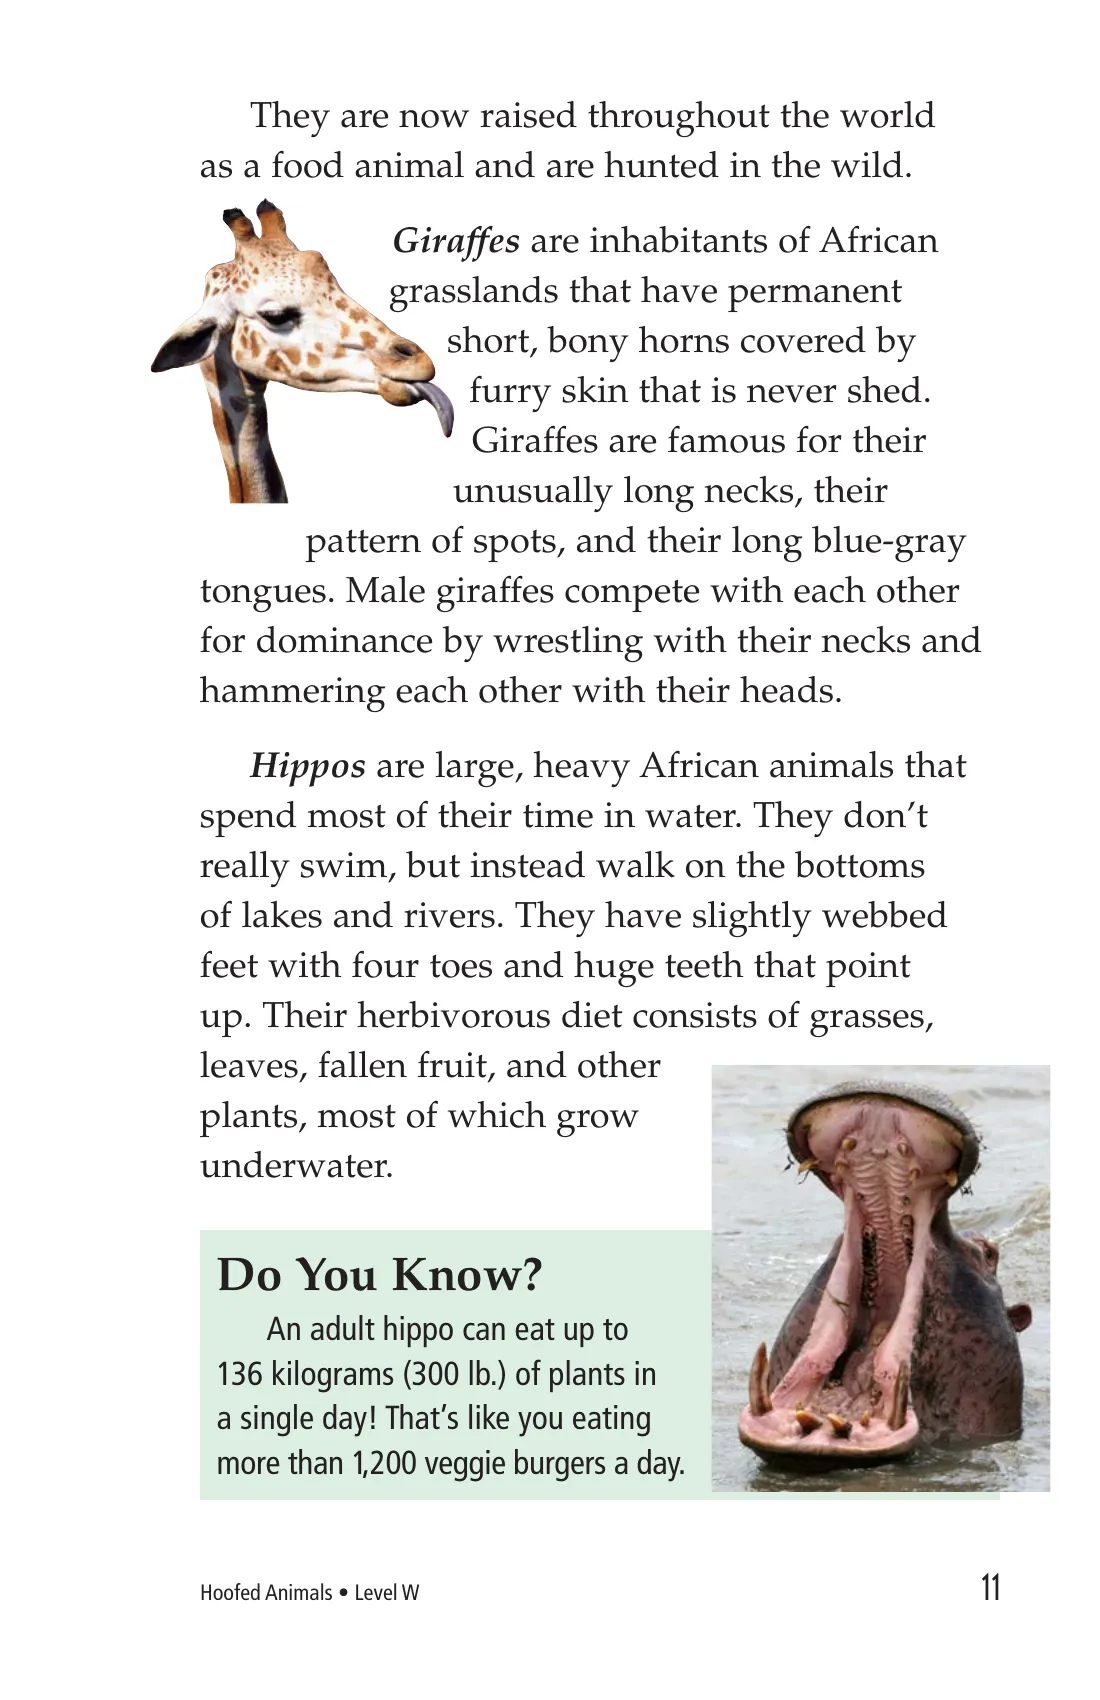 They are now raised throughout the world
as a food animal and are hunted in the wild.
Giraffes are inhabitants of African
grasslands that have permanent
short, bony horns covered by
furry skin that is never shed.
Giraffes are famous for their
unusually long necks, their
pattern of spots, and their long blue-gray
tongues. Male giraffes compete with each other
for dominance by wrestling with their necks and
hammering each other with their heads.
Hippos are large, heavy African animals that
spend most of their time in water. They don’t
really swim, but instead walk on the bottoms
of lakes and rivers. They have slightly webbed
feet with four toes and huge teeth that point
up. Their herbivorous diet consists of grasses,
leaves, fallen fruit, and other
plants, most of which grow
underwater.
Do You Know?
An adult hippo can eat up to
136 kilograms (300 lb.) of plants in
a single day! That’s like you eating
more than 1,200 veggie burgers a day.
Hoofed Animals • Level W
11